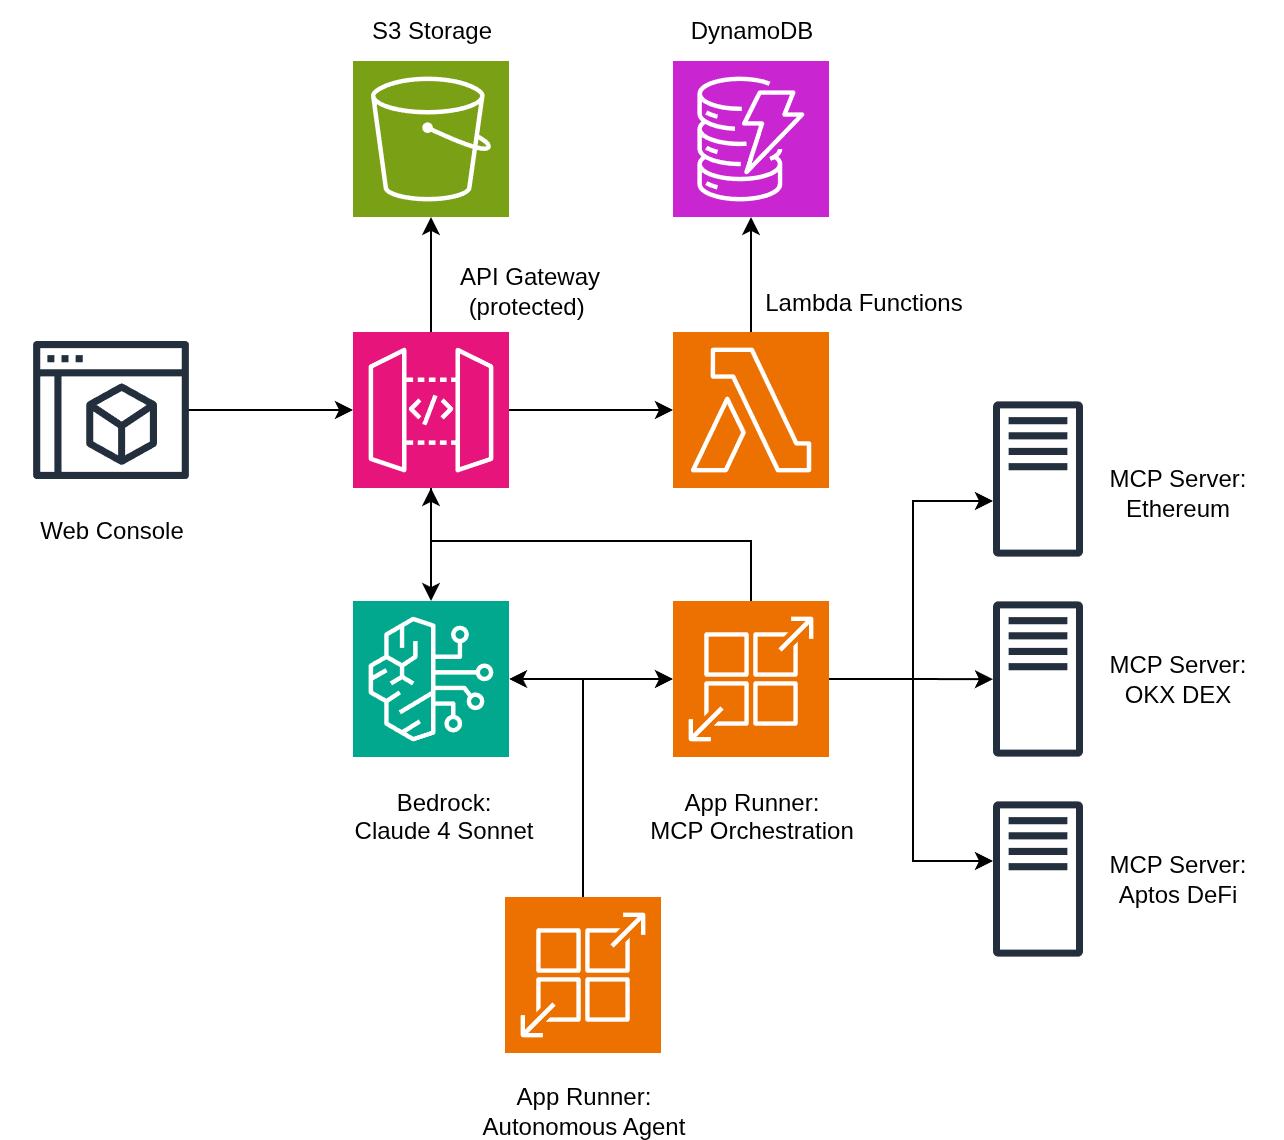 S3 Storage
DynamoDB
API Gateway
(protected)
Lambda Functions
Web Console
MCP Server:
Ethereum
MCP Server:
OKX DEX
Bedrock:
Claude 4 Sonnet
App Runner:
MCP Orchestration
MCP Server:
Aptos DeFi
App Runner:
Autonomous Agent